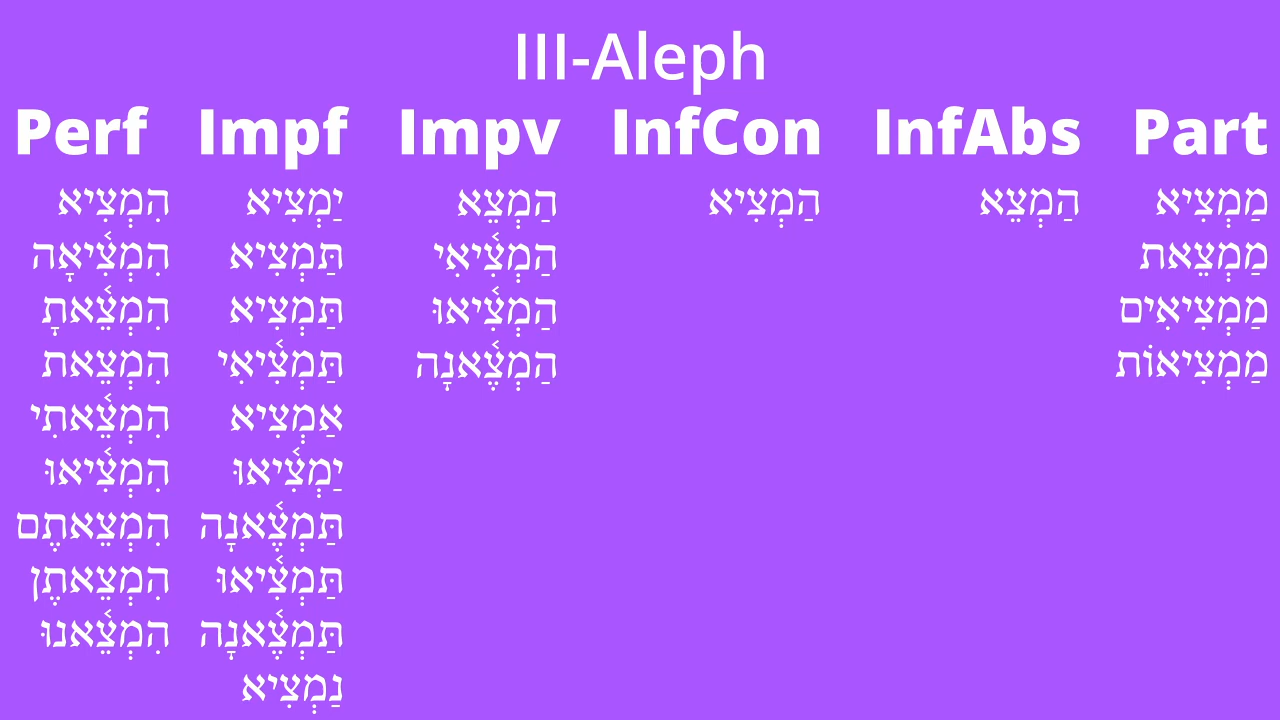 III-Aleph
Perf Impf Impv InfCon InfAbs Part
הִמְצִיא יַמְצִיא הַמְצֵא הַמְצִיא הַמְצֵא מַמְצִיא
הִמְצִ֫יאָה תַּמְצִיא הַמְצִ֫יאִי מַמְצֵאת
הִמְצֵ֫אתָ תַּמְצִיא הַמְצִ֫יאוּ מַמְצִיאִים
הִמְצֵאת תַּמְצִ֫יאִי הַמְצֶ֫אנָה מַמְצִיאוֹת
הִמְצֵ֫אתִי אַמְצִיא
הִמְצִ֫יאוּ יַמְצִ֫יאוּ
הִמְצֵאתֶם תַּמְצֶ֫אנָה
הִמְצֵאתֶן תַּמְצִ֫יאוּ
הִמְצֵ֫אנוּ תַּמְצֶ֫אנָה
נַמְצִיא